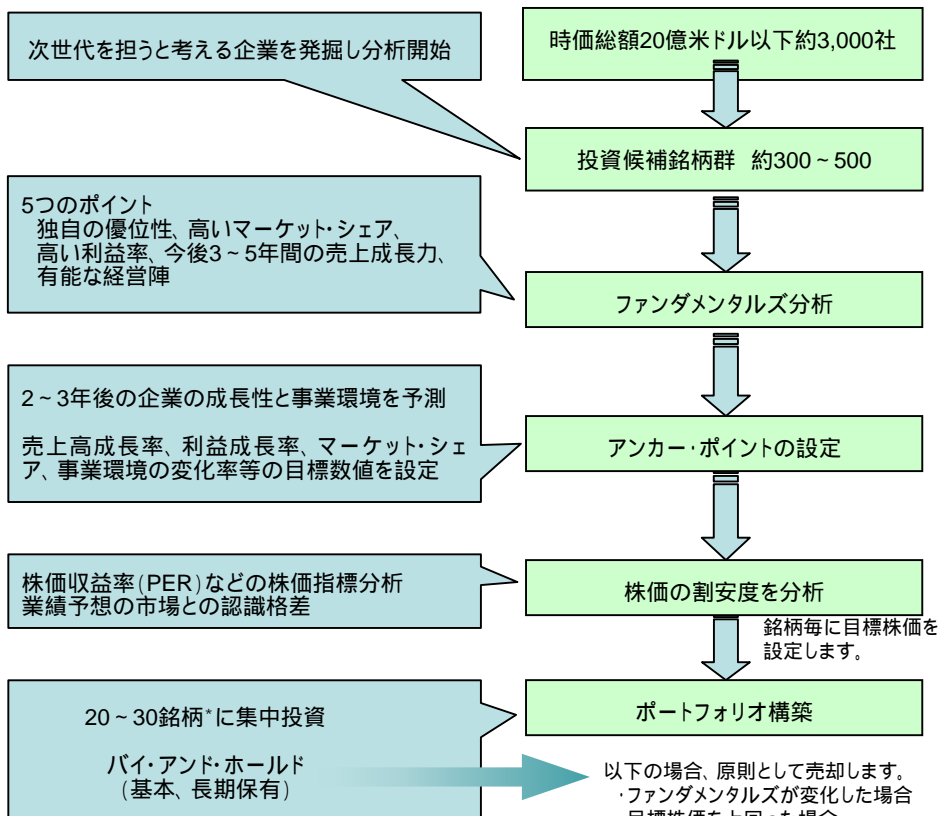 時価総額20億米ドル以下約3,000社
次世代を担うと考える企業を発掘し分析開始
投資候補銘柄群 約300~500
5つのポイント
独自の優位性、高いマーケット・シェア、
高い利益率、今後3~5年間の売上成長力、
有能な経営陣
ファンダメンタルズ分析
2~3年後の企業の成長性と事業環境を予測
売上高成長率、利益成長率、マーケット・シェ
ア、事業環境の変化率等の目標数値を設定
アンカー・ポイントの設定
株価収益率(PER)などの株価指標分析
業績予想の市場との認識格差
株価の割安度を分析
銘柄毎に目標株価を
設定します。
ポートフォリオ構築
20~30銘柄*に集中投資
バイ・アンド・ホールド
(基本、長期保有)
以下の場合、原則として売却します。
・ファンダメンタルズが変化した場合
目標株価を上回った場合